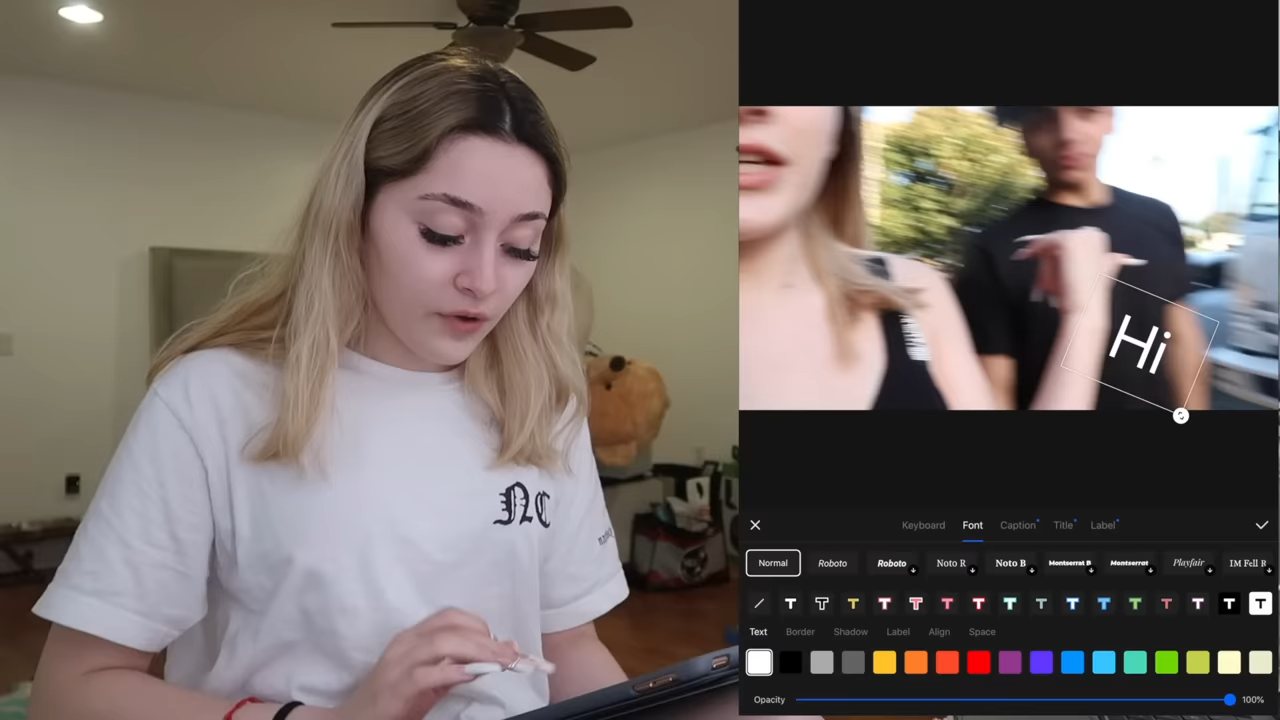 NC
Hi
Keyboard Font Caption Title Label
Normal Roboto Roboto Noto R Noto B Montserrat B Montserrat Playfair IM Fell R
T T T T T T T T T T T T T T T T
Text Border Shadow Label Align Space
Opacity 100%